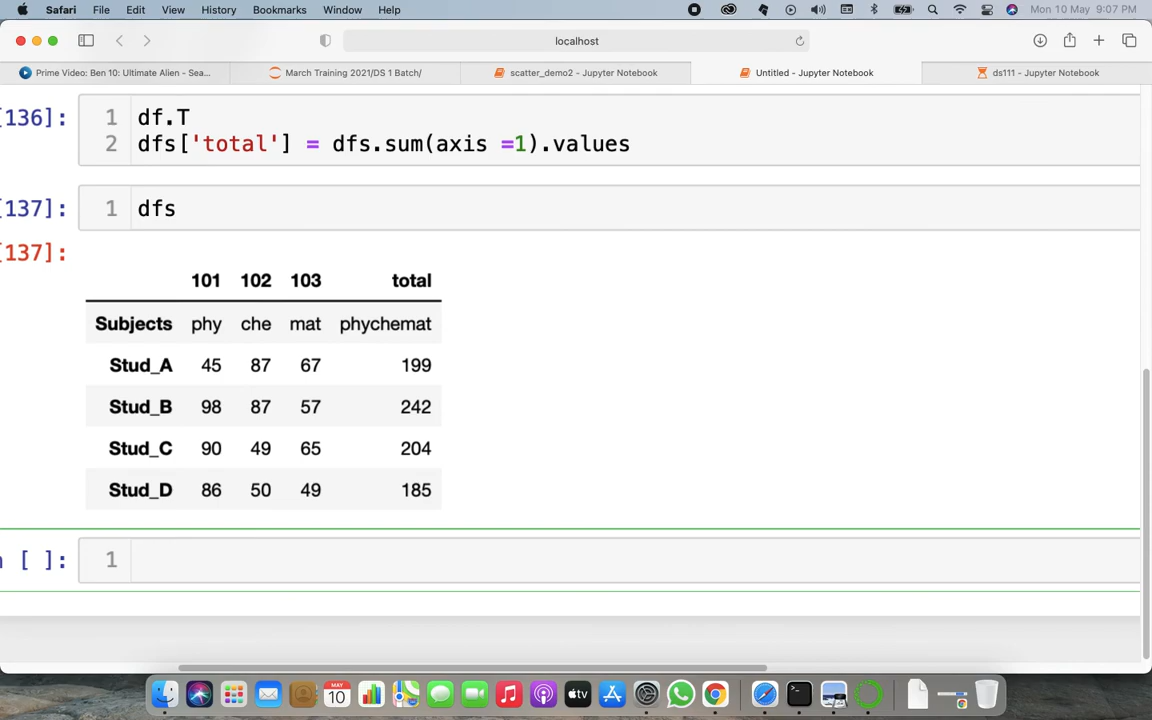 Safari File Edit View History Bookmarks Window Help Mon 10 May 9:07 PM
localhost
Prime Video: Ben 10: Ultimate Alien - Sea... March Training 2021/DS 1 Batch/ scatter_demo2 - Jupyter Notebook Untitled - Jupyter Notebook ds111 - Jupyter Notebook
[136]: 1 df.T
2 dfs['total'] = dfs.sum(axis =1).values
[137]: 1 dfs
[137]:
101 102 103 total
Subjects phy che mat phychemat
Stud_A 45 87 67 199
Stud_B 98 87 57 242
Stud_C 90 49 65 204
Stud_D 86 50 49 185
[ ]: 1
MAY
10
tv